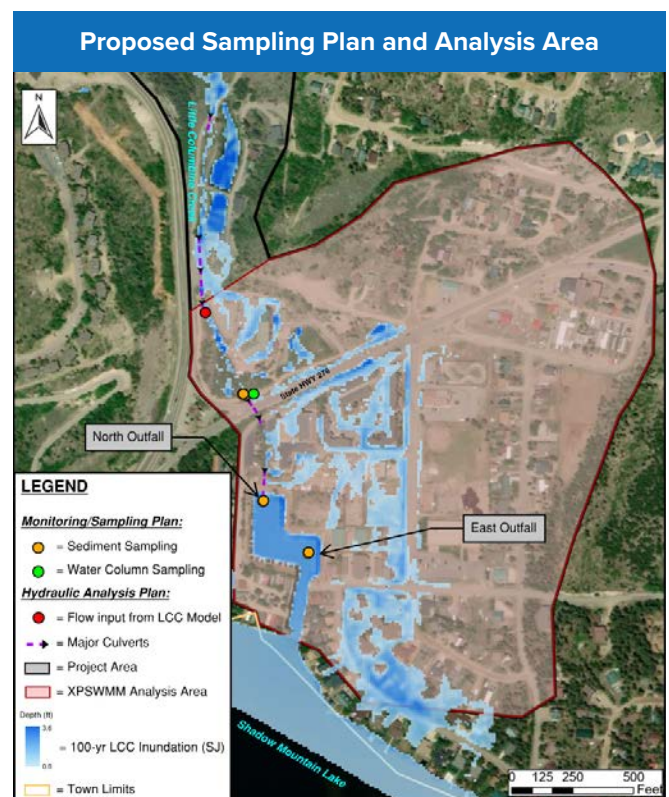 Proposed Sampling Plan and Analysis Area
N
Little Columbine Creek
State HWY 278
North Outfall
East Outfall
LEGEND
Monitoring/Sampling Plan:
= Sediment Sampling
= Water Column Sampling
Hydraulic Analysis Plan:
= Flow input from LCC Model
= Major Culverts
= Project Area
= XPSWMM Analysis Area
Depth (ft)
3.6
0.5
= 100-yr LCC Inundation (SJ)
= Town Limits
Shadow Mountain Lake
0 125 250 500
Feet